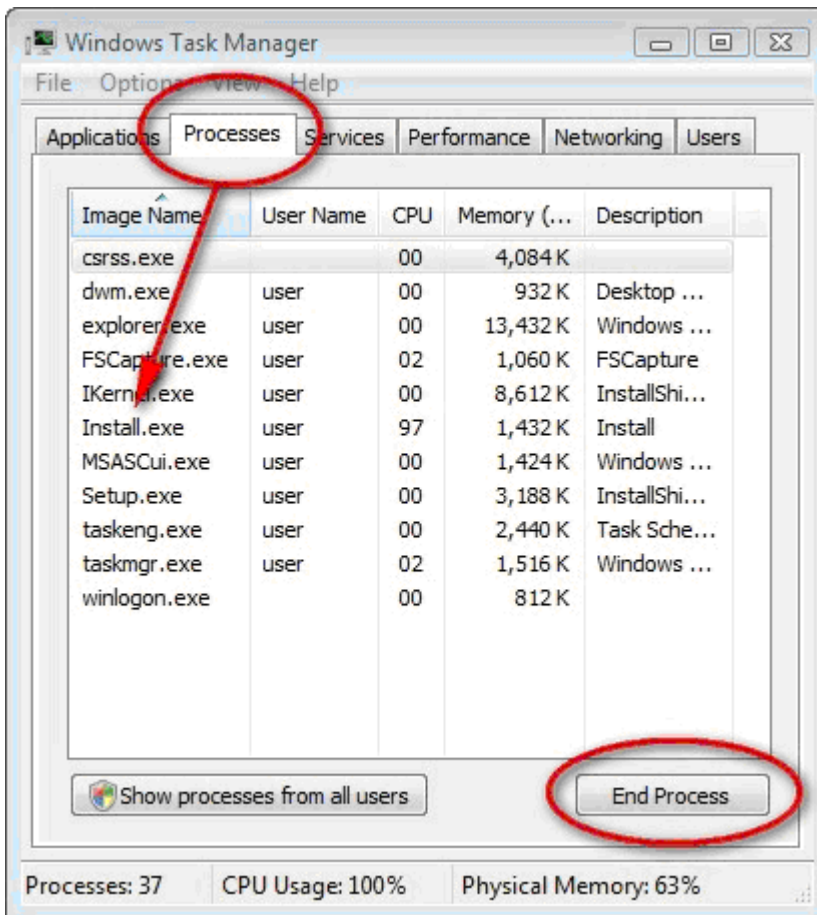 Windows Task Manager
File Options View Help
Applications Processes Services Performance Networking Users
Image Name User Name CPU Memory (... Description
csrss.exe 00 4,084 K
dwm.exe user 00 932 K Desktop ...
explorer.exe user 00 13,432 K Windows ...
FSCapture.exe user 02 1,060 K FSCapture
IKernel.exe user 00 8,612 K InstallShi...
Install.exe user 97 1,432 K Install
MSASCui.exe user 00 1,424 K Windows ...
Setup.exe user 00 3,188 K InstallShi...
taskeng.exe user 00 2,440 K Task Sche...
taskmgr.exe user 02 1,516 K Windows ...
winlogon.exe 00 812 K
Show processes from all users End Process
Processes: 37 CPU Usage: 100% Physical Memory: 63%